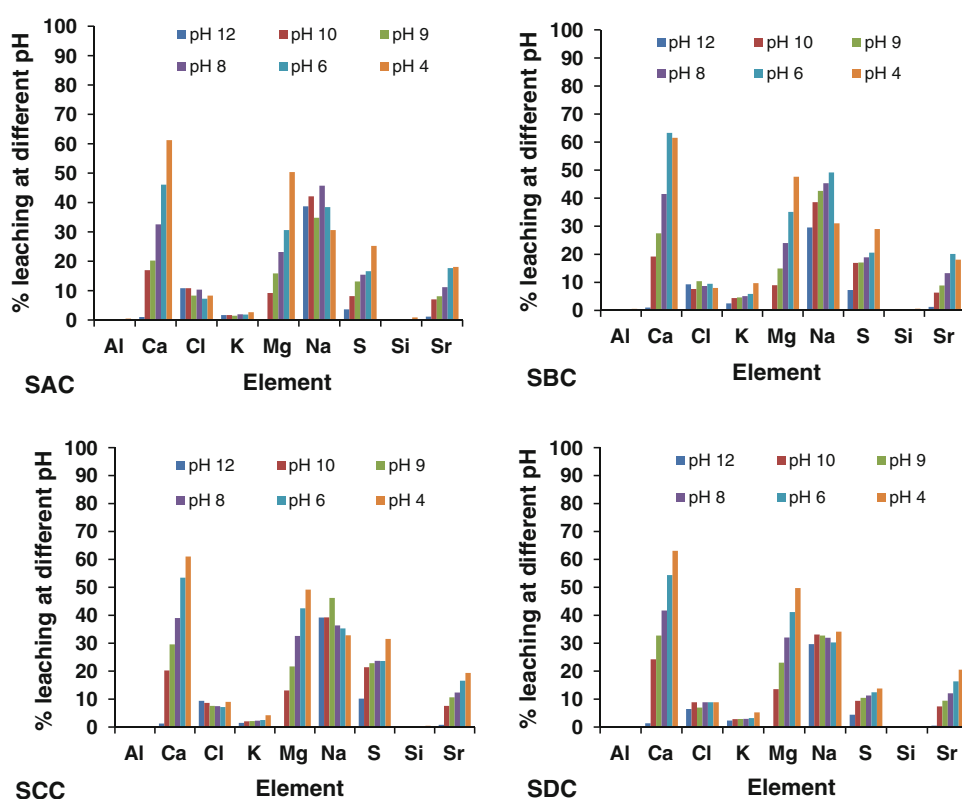 % leaching at different pH
100
90
80
70
60
50
40
30
20
10
0
pH 12 pH 10 pH 9
pH 8 pH 6 pH 4
Al Ca Cl K Mg Na S Si Sr
Element
SAC
% leaching at different pH
100
90
80
70
60
50
40
30
20
10
0
pH 12 pH 10 pH 9
pH 8 pH 6 pH 4
Al Ca Cl K Mg Na S Si Sr
Element
SBC
% leaching at different pH
100
90
80
70
60
50
40
30
20
10
0
pH 12 pH 10 pH 9
pH 8 pH 6 pH 4
Al Ca Cl K Mg Na S Si Sr
Element
SCC
% leaching at different pH
100
90
80
70
60
50
40
30
20
10
0
pH 12 pH 10 pH 9
pH 8 pH 6 pH 4
Al Ca Cl K Mg Na S Si Sr
Element
SDC